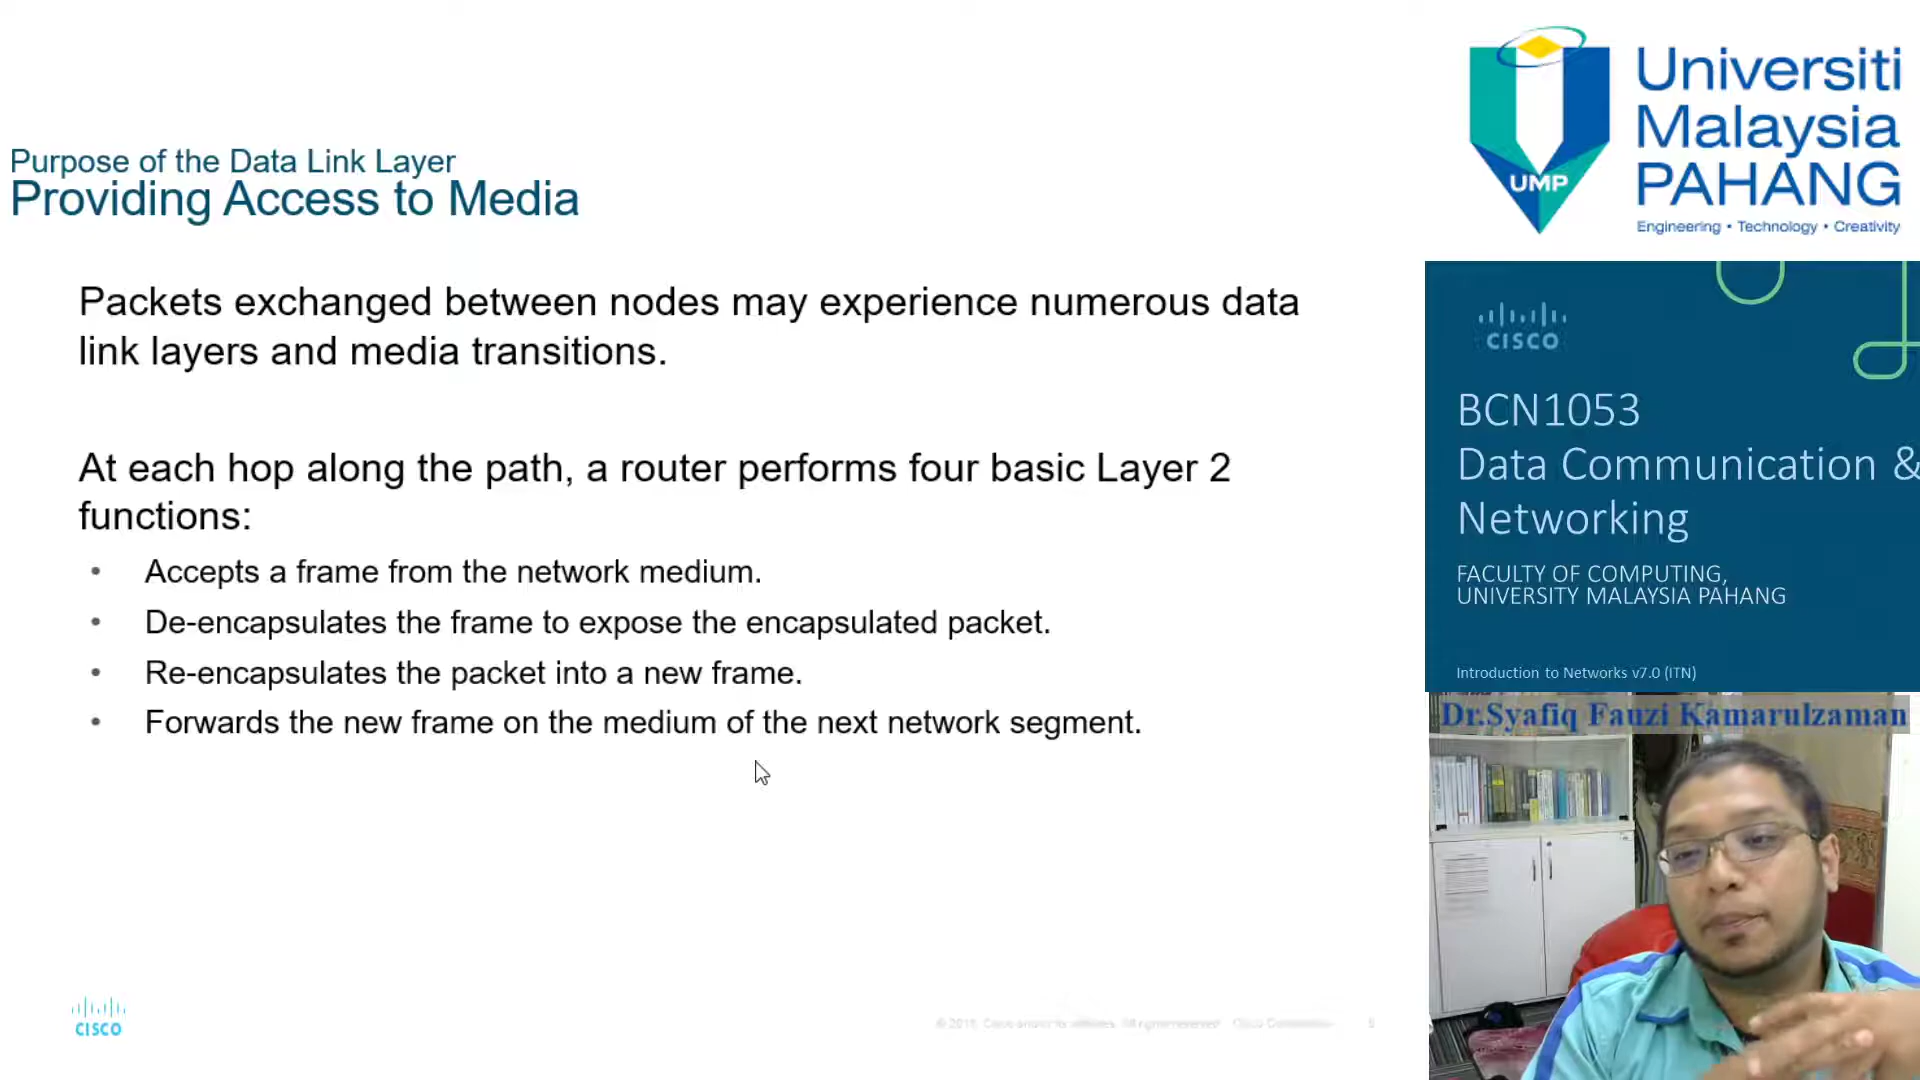 Purpose of the Data Link Layer
Providing Access to Media
Packets exchanged between nodes may experience numerous data
link layers and media transitions.
At each hop along the path, a router performs four basic Layer 2
functions:
• Accepts a frame from the network medium.
• De-encapsulates the frame to expose the encapsulated packet.
• Re-encapsulates the packet into a new frame.
• Forwards the new frame on the medium of the next network segment.
CISCO
UMP
Universiti
Malaysia
PAHANG
Engineering • Technology • Creativity
CISCO
BCN1053
Data Communication &
Networking
FACULTY OF COMPUTING,
UNIVERSITY MALAYSIA PAHANG
Introduction to Networks v7.0 (ITN)
Dr.Syafiq Fauzi Kamarulzaman